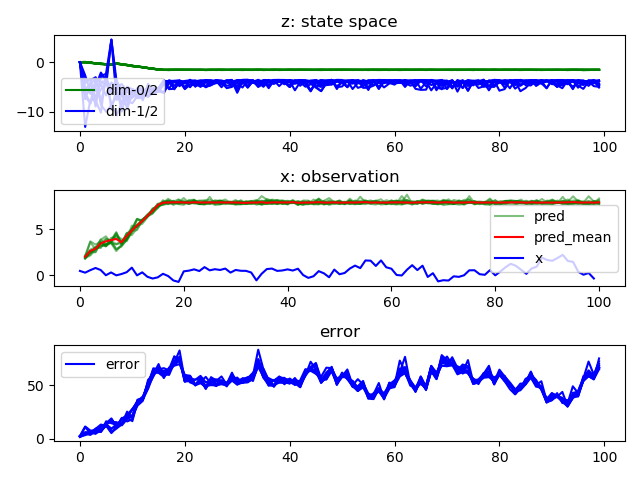 z: state space
0
−10
dim-0/2
dim-1/2
0 20 40 60 80 100
x: observation
5
0
pred
pred_mean
x
0 20 40 60 80 100
error
50
0
error
0 20 40 60 80 100